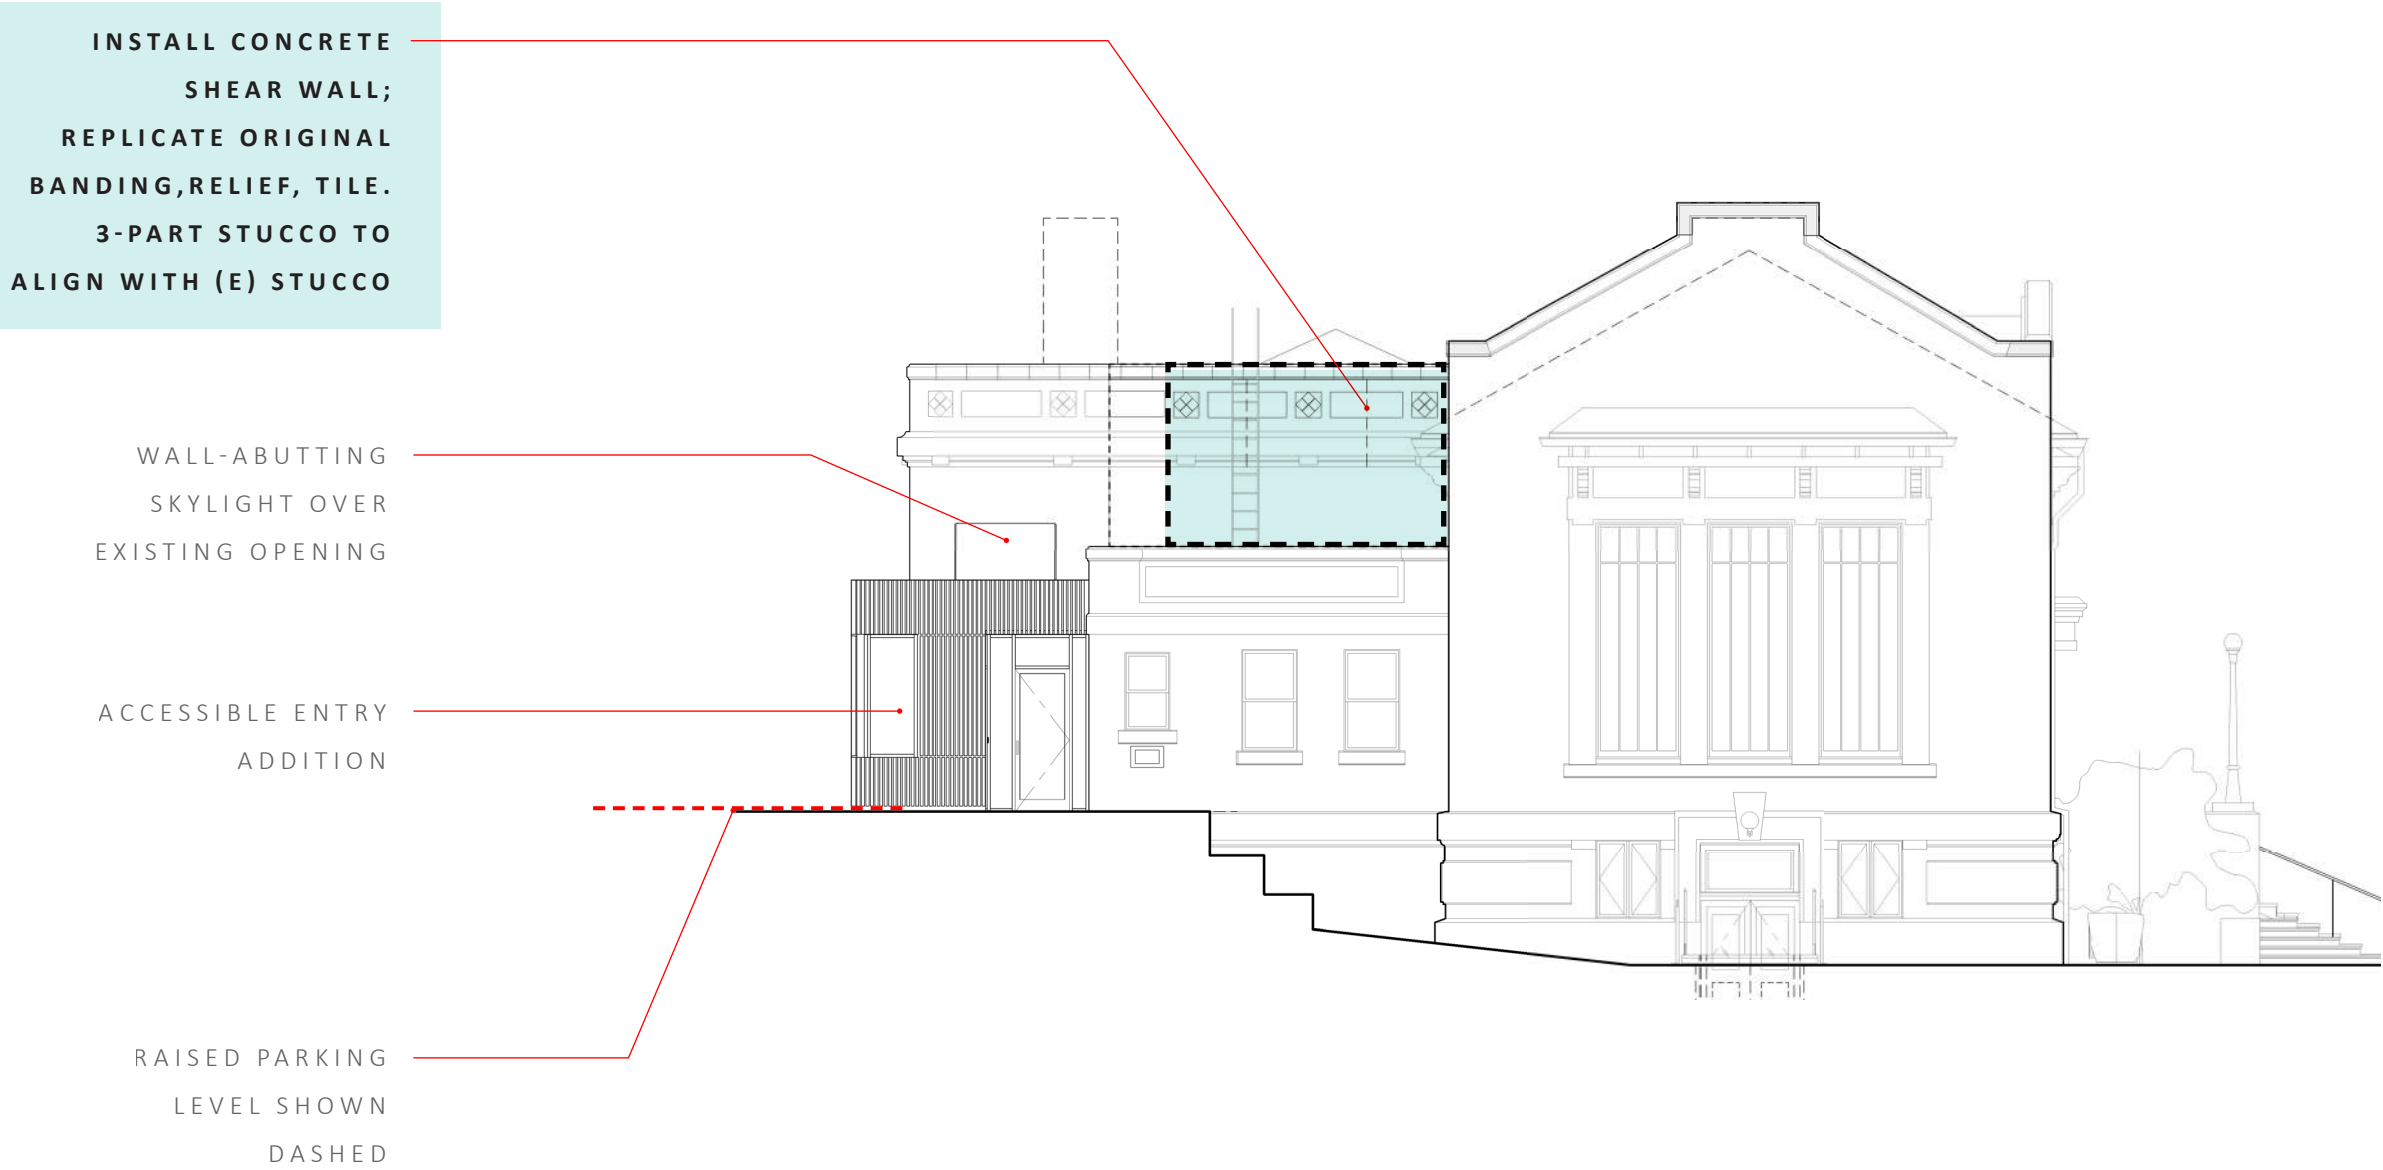 INSTALL CONCRETE
SHEAR WALL;
REPLICATE ORIGINAL
BANDING,RELIEF, TILE.
3-PART STUCCO TO
ALIGN WITH (E) STUCCO
WALL-ABUTTING
SKYLIGHT OVER
EXISTING OPENING
ACCESSIBLE ENTRY
ADDITION
RAISED PARKING
LEVEL SHOWN
DASHED